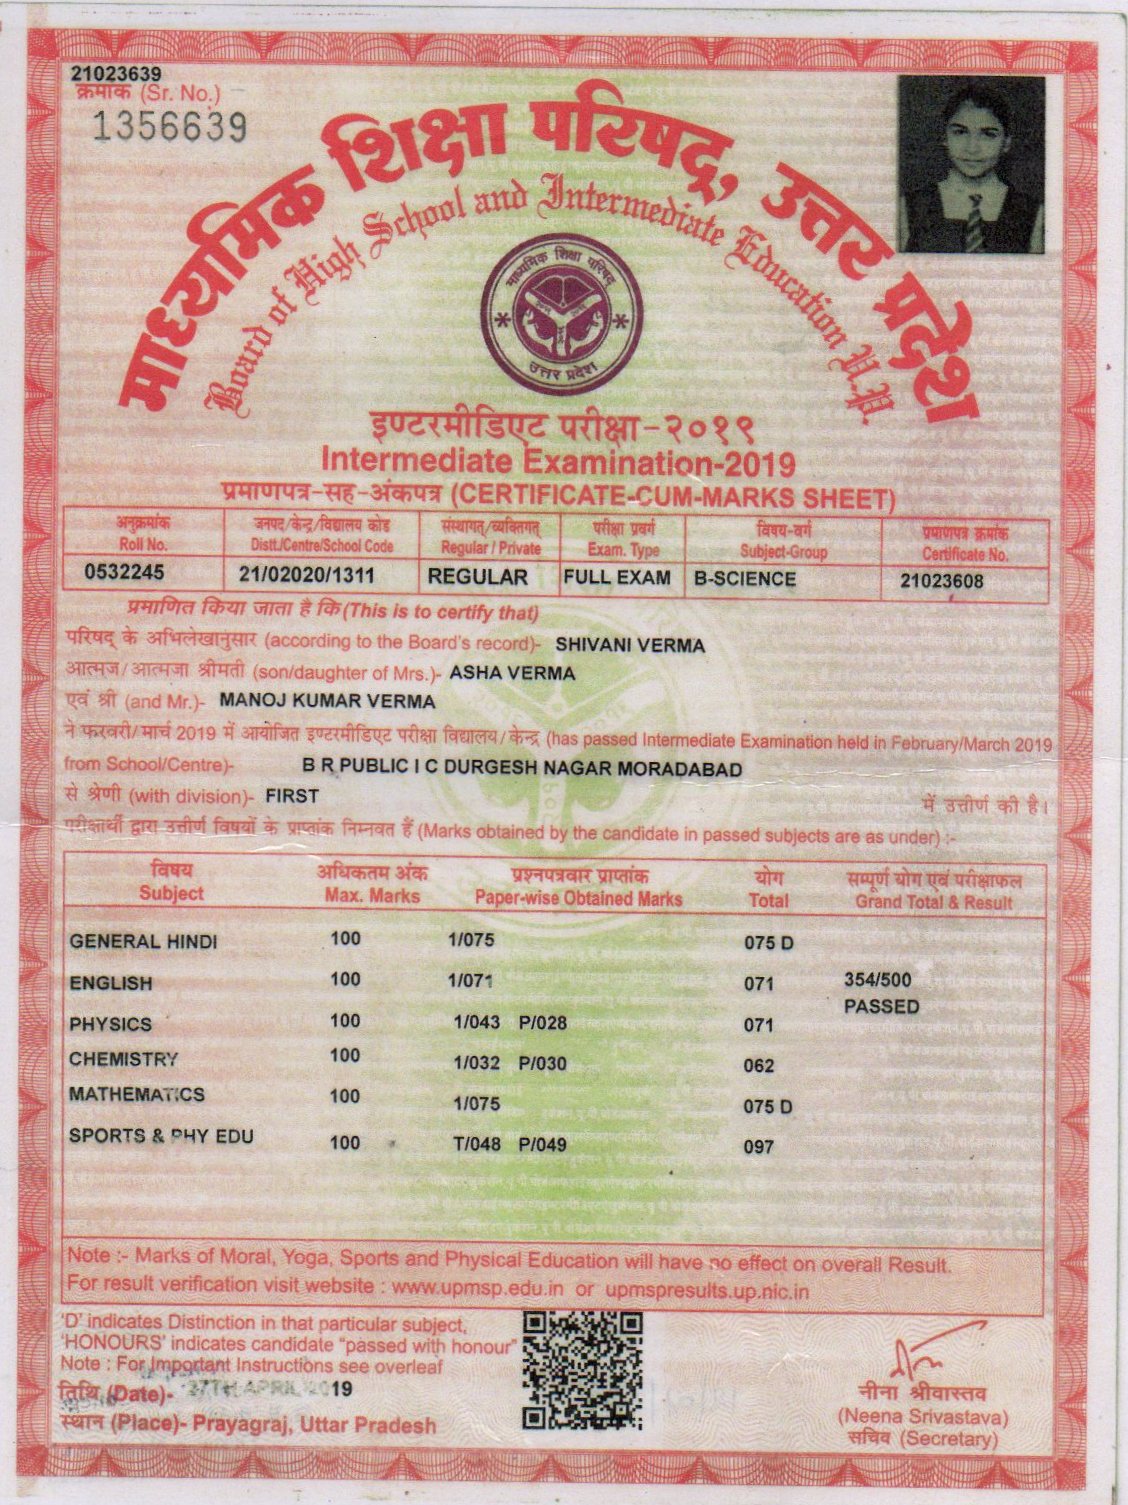 21023639
क्रमांक (Sr. No.)
1356639
माध्यमिक शिक्षा परिषद्, उत्तर प्रदेश
Board of High School and Intermediate Education U.P.
माध्यमिक शिक्षा परिषद्
उत्तर प्रदेश
इण्टरमीडिएट परीक्षा-२०१९
Intermediate Examination-2019
प्रमाणपत्र-सह-अंकपत्र (CERTIFICATE-CUM-MARKS SHEET)
अनुक्रमांक जनपद/केन्द्र/विद्यालय कोड संस्थागत/व्यक्तिगत् परीक्षा प्रवर्ग विषय-वर्ग प्रमाणपत्र क्रमांक
Roll No. Distt./Centre/School Code Regular / Private Exam. Type Subject-Group Certificate No.
0532245 21/02020/1311 REGULAR FULL EXAM B-SCIENCE 21023608
प्रमाणित किया जाता है कि (This is to certify that)
परिषद् के अभिलेखानुसार (according to the Board's record)- SHIVANI VERMA
आत्मज/आत्मजा श्रीमती (son/daughter of Mrs.)- ASHA VERMA
एवं श्री (and Mr.)- MANOJ KUMAR VERMA
ने फरवरी/मार्च 2019 में आयोजित इण्टरमीडिएट परीक्षा विद्यालय/केन्द्र (has passed Intermediate Examination held in February/March 2019
from School/Centre)- B R PUBLIC I C DURGESH NAGAR MORADABAD
से श्रेणी (with division)- FIRST में उत्तीर्ण की है।
परीक्षार्थी द्वारा उत्तीर्ण विषयों के प्राप्तांक निम्नवत हैं (Marks obtained by the candidate in passed subjects are as under) :-
विषय अधिकतम अंक प्रश्नपत्रवार प्राप्तांक योग सम्पूर्ण योग एवं परीक्षाफल
Subject Max. Marks Paper-wise Obtained Marks Total Grand Total & Result
GENERAL HINDI 100 1/075 075 D
ENGLISH 100 1/071 071 354/500
PASSED
PHYSICS 100 1/043 P/028 071
CHEMISTRY 100 1/032 P/030 062
MATHEMATICS 100 1/075 075 D
SPORTS & PHY EDU 100 T/048 P/049 097
Note :- Marks of Moral, Yoga, Sports and Physical Education will have no effect on overall Result.
For result verification visit website : www.upmsp.edu.in or upmspresults.up.nic.in
'D' indicates Distinction in that particular subject,
'HONOURS' indicates candidate "passed with honour"
Note : For Important Instructions see overleaf
तिथि (Date)- 27TH APRIL 2019
स्थान (Place)- Prayagraj, Uttar Pradesh
नीना श्रीवास्तव
(Neena Srivastava)
सचिव (Secretary)